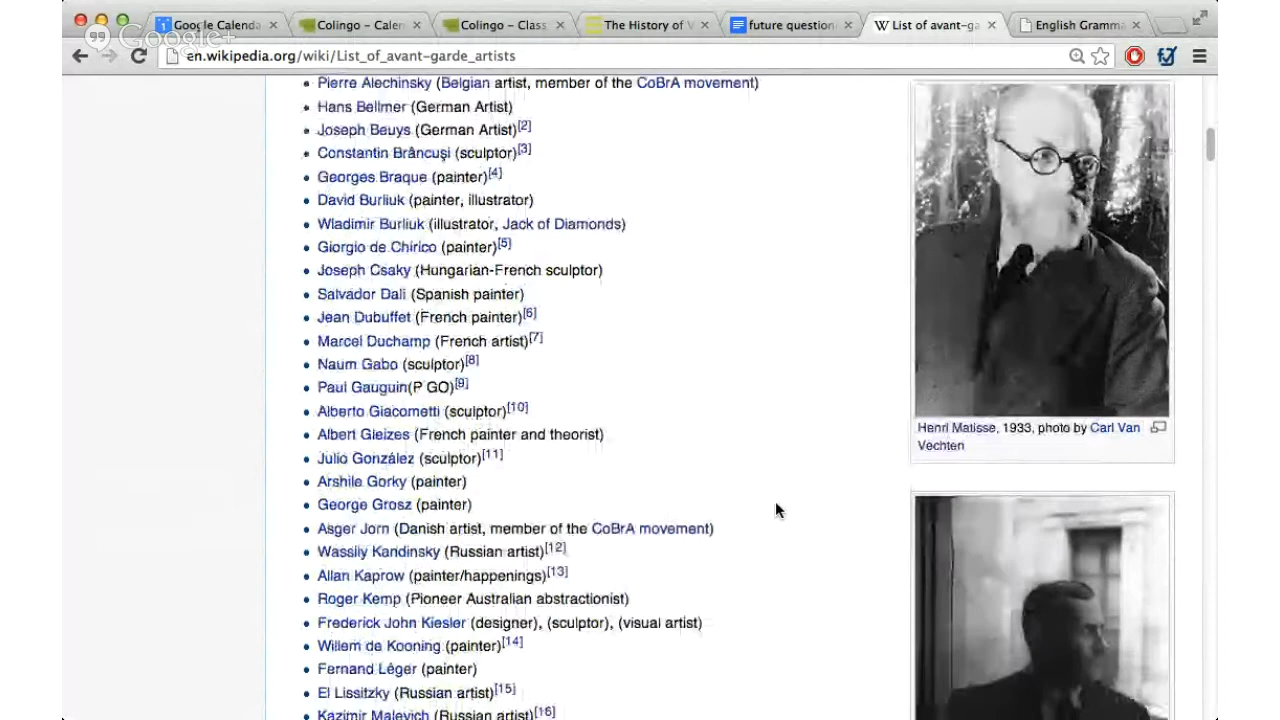 Google Calenda
Colingo – Calen
Colingo – Class
The History of V
future question
List of avant–ga
English Gramma
Google+
en.wikipedia.org/wiki/List_of_avant-garde_artists
Pierre Alechinsky (Belgian artist, member of the CoBrA movement)
Hans Bellmer (German Artist)
Joseph Beuys (German Artist)[2]
Constantin Brâncuși (sculptor)[3]
Georges Braque (painter)[4]
David Burliuk (painter, illustrator)
Wladimir Burliuk (illustrator, Jack of Diamonds)
Giorgio de Chirico (painter)[5]
Joseph Csaky (Hungarian-French sculptor)
Salvador Dali (Spanish painter)
Jean Dubuffet (French painter)[6]
Marcel Duchamp (French artist)[7]
Naum Gabo (sculptor)[8]
Paul Gauguin(P GO)[9]
Alberto Giacometti (sculptor)[10]
Albert Gleizes (French painter and theorist)
Julio González (sculptor)[11]
Arshile Gorky (painter)
George Grosz (painter)
Asger Jorn (Danish artist, member of the CoBrA movement)
Wassily Kandinsky (Russian artist)[12]
Allan Kaprow (painter/happenings)[13]
Roger Kemp (Pioneer Australian abstractionist)
Frederick John Kiesler (designer), (sculptor), (visual artist)
Willem de Kooning (painter)[14]
Fernand Léger (painter)
El Lissitzky (Russian artist)[15]
Kazimir Malevich (Russian artist)[16]
Henri Matisse, 1933, photo by Carl Van
Vechten